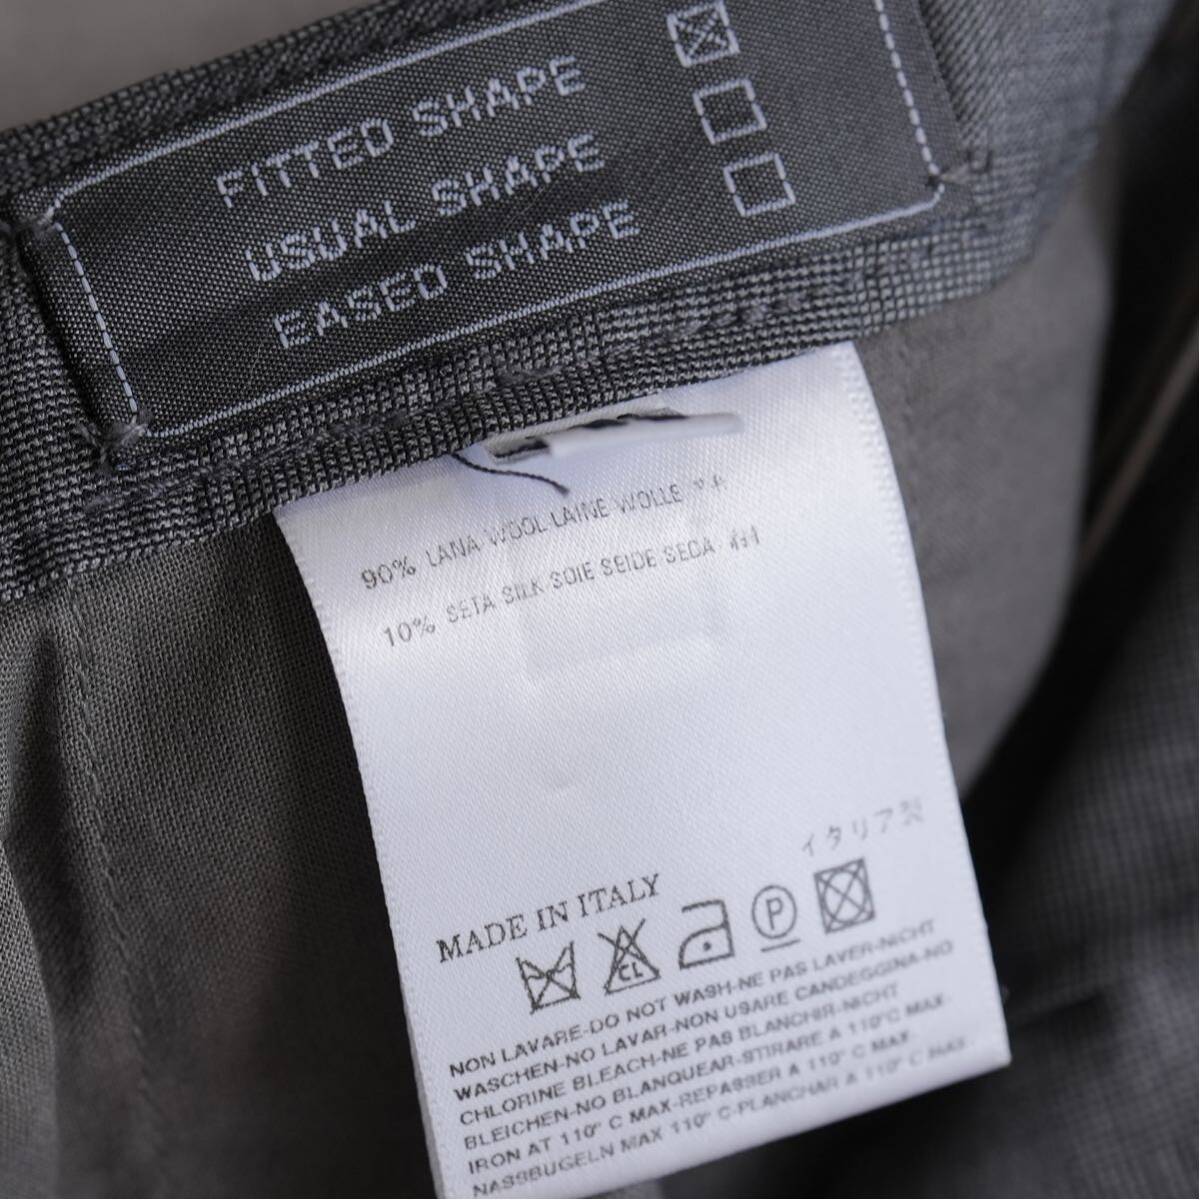 FITTED SHAPE
USUAL SHAPE
EASED SHAPE
90% LANA WOOL-LAINE WOLLE
10% SETA SILK SOIE SEIDE SEDA 絹
イタリア製
MADE IN ITALY
CL P
NON LAVARE-DO NOT WASH-NE PAS LAVER-NICHT
WASCHEN-NO LAVAR-NON USARE CANDEGGINA-NO
CHLORINE BLEACH-NE PAS BLANCHIR-NICHT
BLEICHEN-NO BLANQUEAR-STIRARE A 110°C MAX-
IRON AT 110° C MAX-REPASSER A 110° C MAX
NASSBUGELN MAX 110° C-PLANCHAR A 110° C MAX.